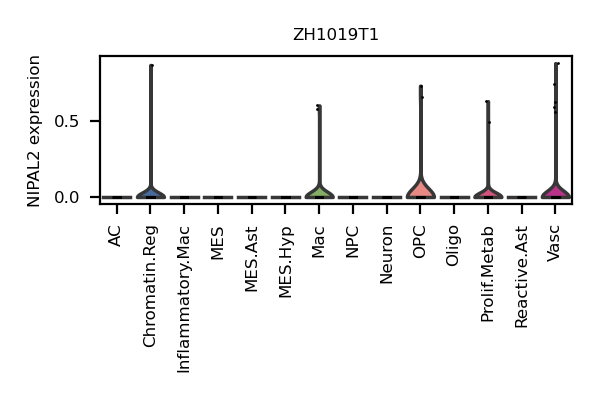 ZH1019T1
NIPAL2 expression
0.5
0.0
AC
Chromatin.Reg
Inflammatory.Mac
MES
MES.Ast
MES.Hyp
Mac
NPC
Neuron
OPC
Oligo
Prolif.Metab
Reactive.Ast
Vasc